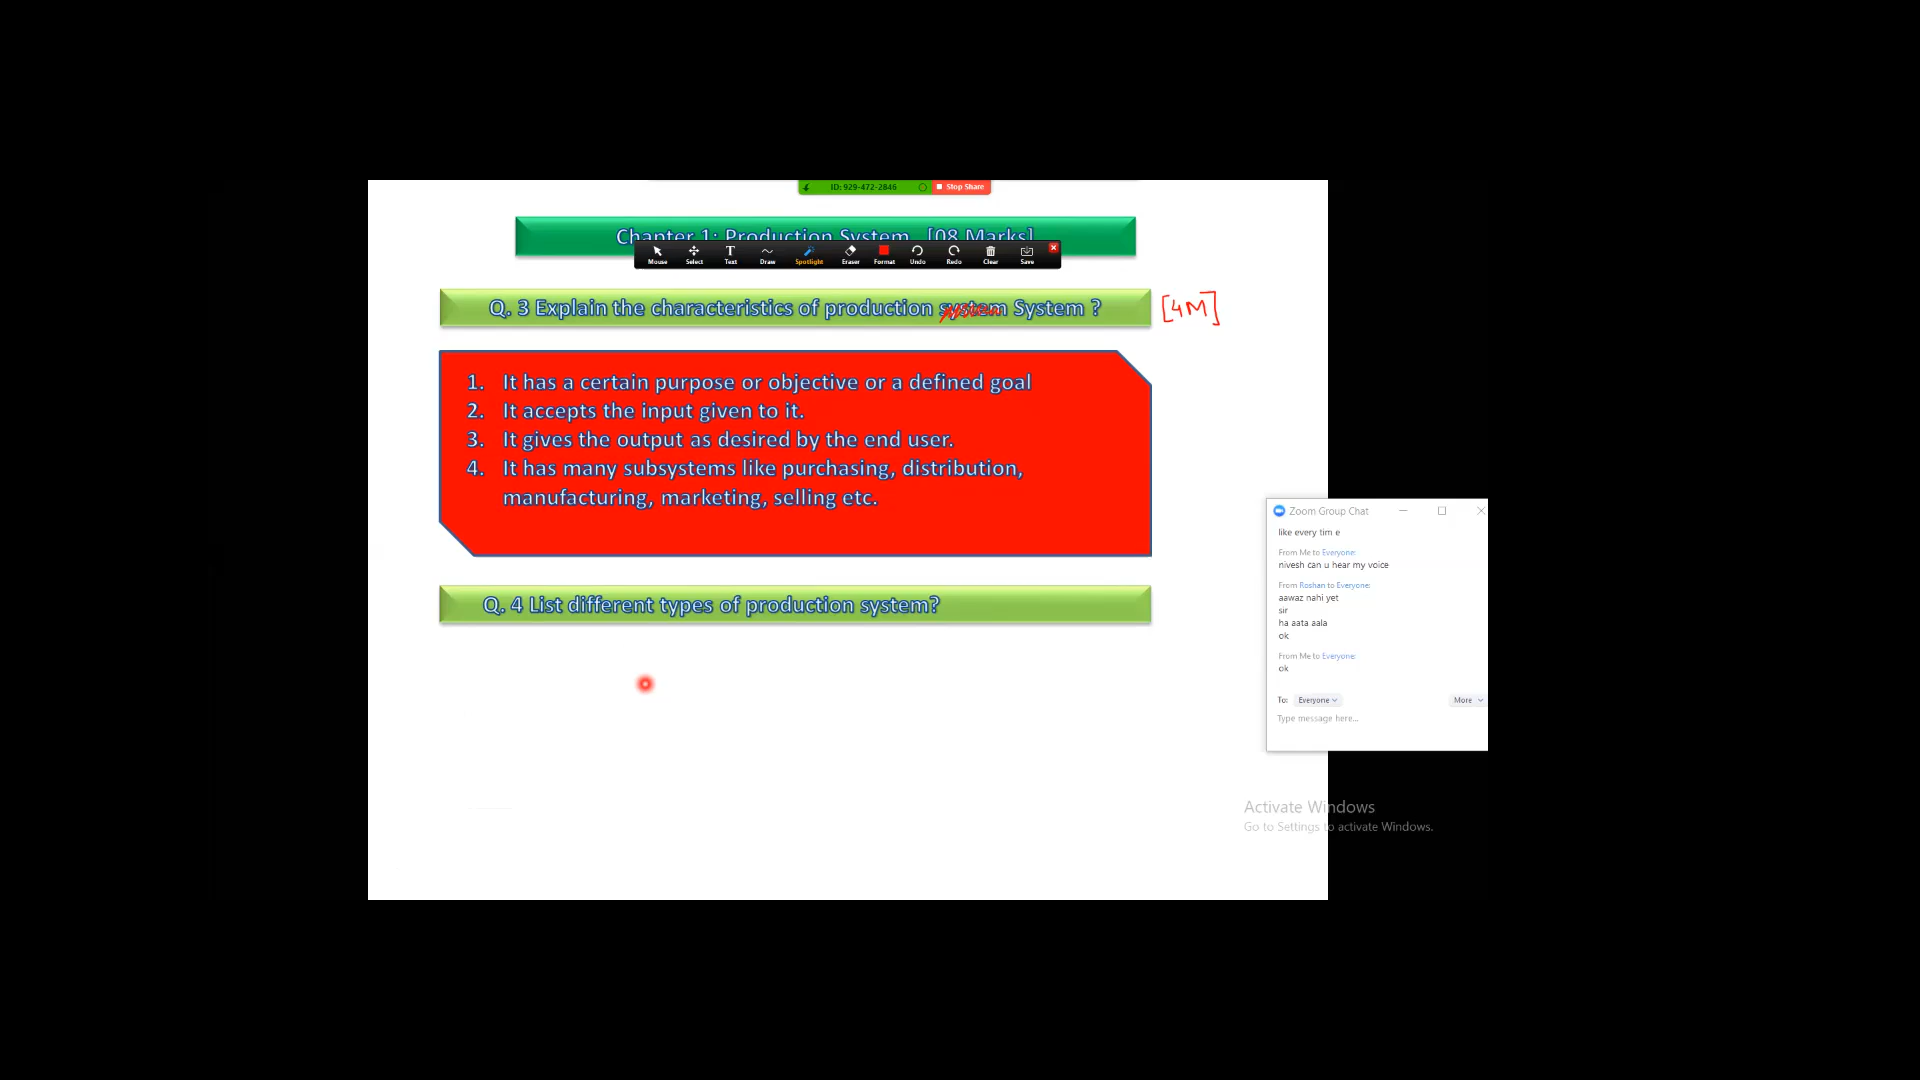 ID: 929-472-2846 Stop Share
Chapter 1: Production System [08 Marks]
Mouse Select Text Draw Spotlight Eraser Format Undo Redo Clear Save
Q. 3 Explain the characteristics of production system System ? [4M]
1. It has a certain purpose or objective or a defined goal
2. It accepts the input given to it.
3. It gives the output as desired by the end user.
4. It has many subsystems like purchasing, distribution,
manufacturing, marketing, selling etc.
Q. 4 List different types of production system?
Zoom Group Chat
like every tim e
From Me to Everyone:
nivesh can u hear my voice
From Roshan to Everyone:
aawaz nahi yet
sir
ha aata aala
ok
From Me to Everyone:
ok
To: Everyone More
Type message here...
Activate Windows
Go to Settings to activate Windows.